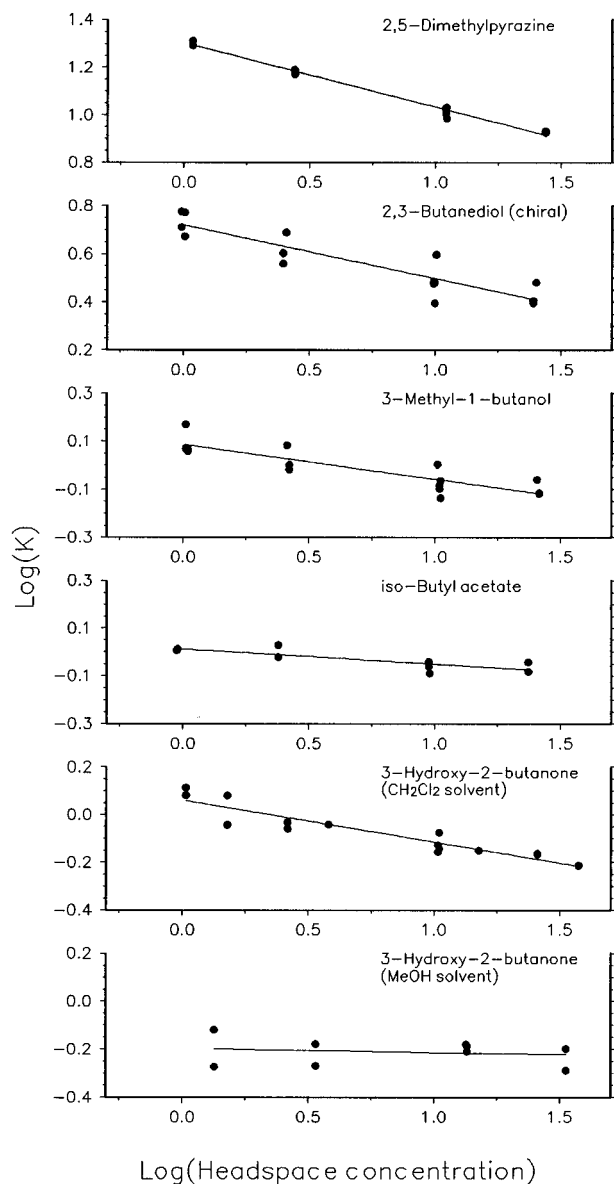 2,5-Dimethylpyrazine
1.4
1.2
1.0
0.8
0.0 0.5 1.0 1.5
2,3-Butanediol (chiral)
0.8
0.6
0.4
0.2
0.0 0.5 1.0 1.5
3-Methyl-1-butanol
0.3
0.1
-0.1
-0.3
0.0 0.5 1.0 1.5
Log(K)
iso-Butyl acetate
0.3
0.1
-0.1
-0.3
0.0 0.5 1.0 1.5
3-Hydroxy-2-butanone
(CH2Cl2 solvent)
0.2
0.0
-0.2
-0.4
0.0 0.5 1.0 1.5
3-Hydroxy-2-butanone
(MeOH solvent)
0.2
0.0
-0.2
-0.4
0.0 0.5 1.0 1.5
Log(Headspace concentration)